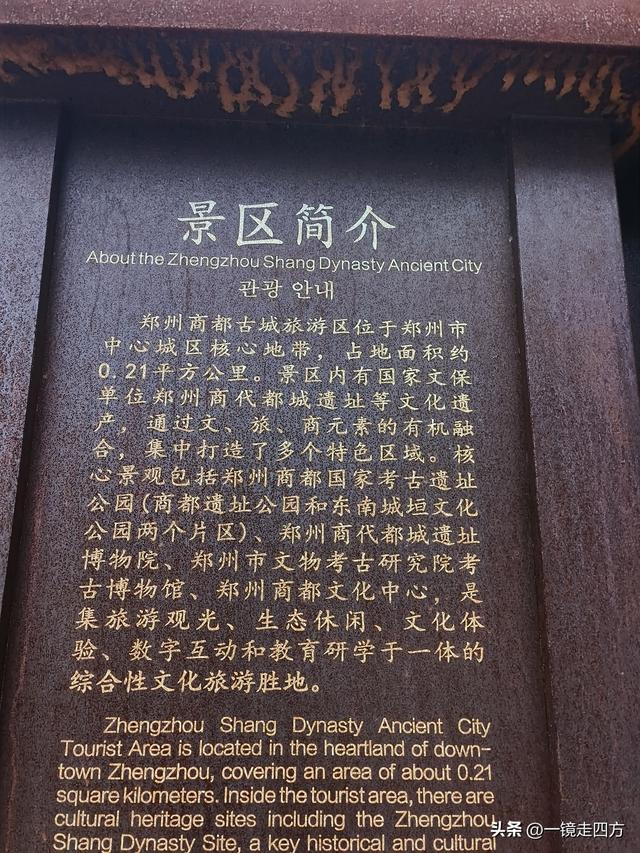 景区简介
About the Zhengzhou Shang Dynasty Ancient City
관광 안내
郑州商都古城旅游区位于郑州市
中心城区核心地带，占地面积约
0.21平方公里。景区内有国家文保
单位郑州商代都城遗址等文化遗
产，通过文、旅、商元素的有机融
合，集中打造了多个特色区域。核
心景观包括郑州商都国家考古遗址
公园(商都遗址公园和东南城垣文化
公园两个片区)、郑州商代都城遗址
博物院、郑州市文物考古研究院考
古博物馆、郑州商都文化中心，是
集旅游观光、生态休闲、文化体
验、数字互动和教育研学于一体的
综合性文化旅游胜地。
Zhengzhou Shang Dynasty Ancient City
Tourist Area is located in the heartland of down-
town Zhengzhou, covering an area of about 0.21
square kilometers. Inside the tourist area, there are
cultural heritage sites including the Zhengzhou
Shang Dynasty Site, a key historical and cultural
头条 @一镜走四方